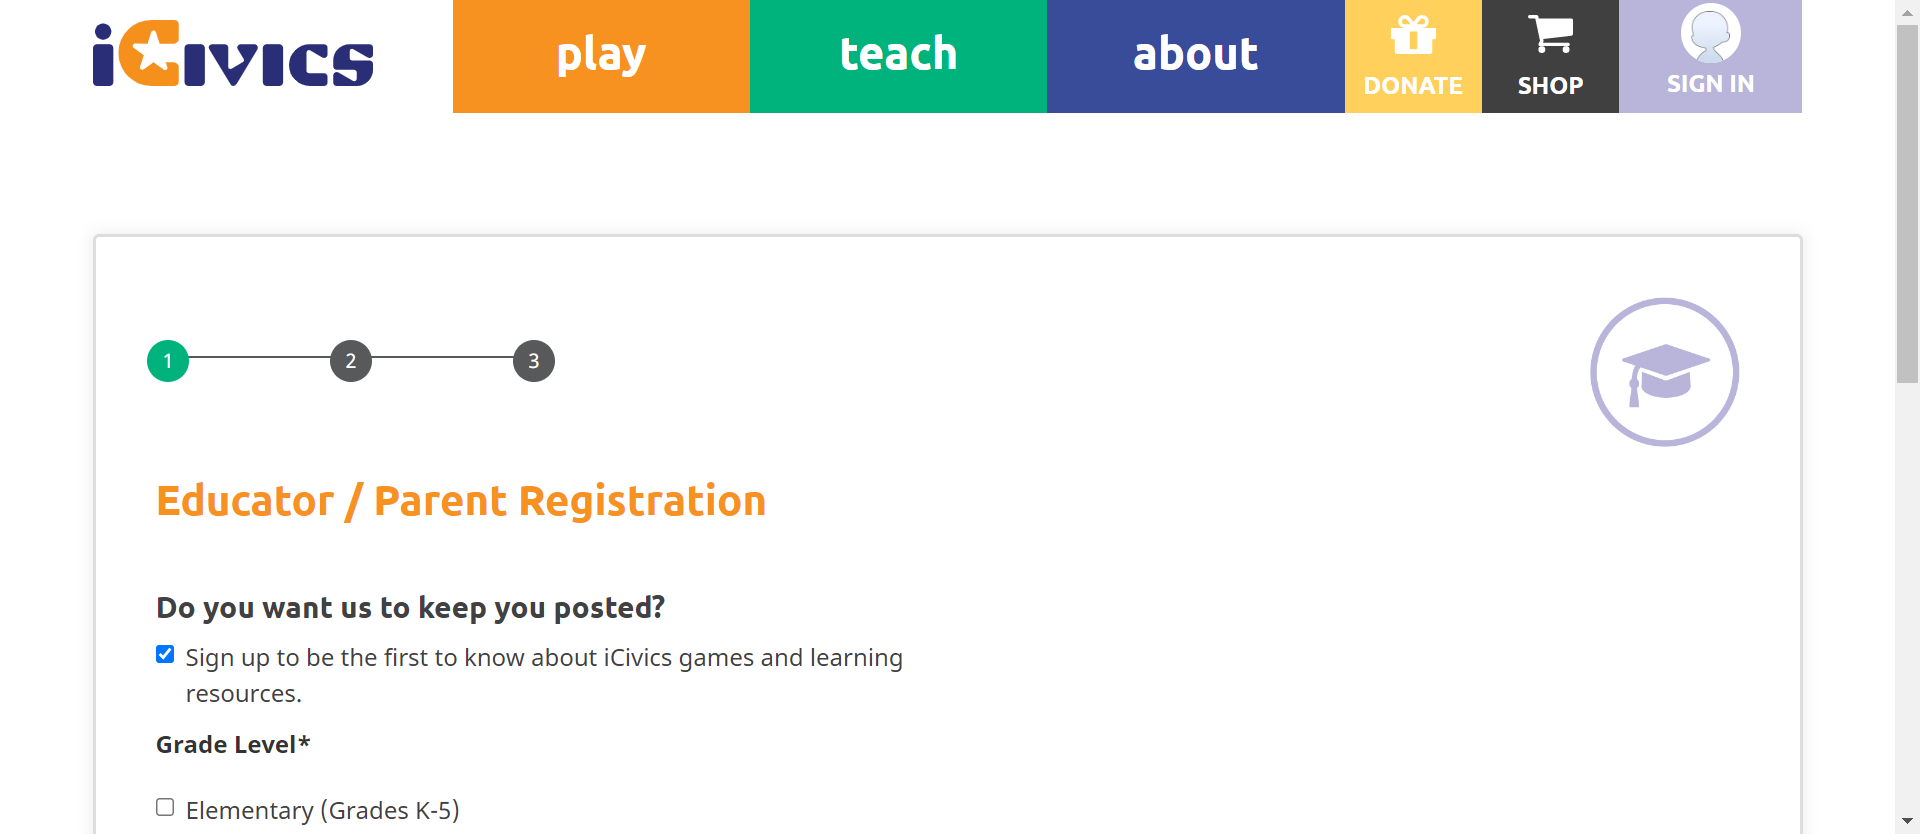 iCivics
play
teach
about
DONATE
SHOP
SIGN IN
1
2
3
Educator / Parent Registration
Do you want us to keep you posted?
Sign up to be the first to know about iCivics games and learning
resources.
Grade Level*
Elementary (Grades K-5)